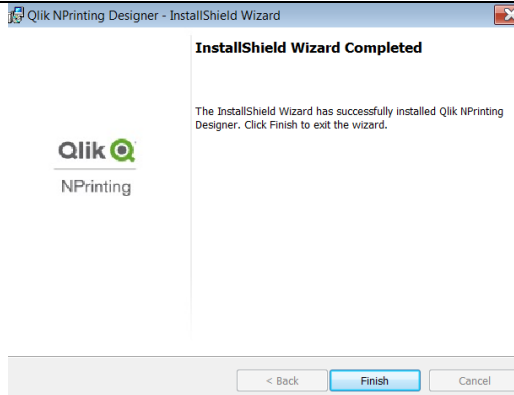 Qlik NPrinting Designer - InstallShield Wizard
InstallShield Wizard Completed
The InstallShield Wizard has successfully installed Qlik NPrinting
Designer. Click Finish to exit the wizard.
Qlik
NPrinting
< Back
Finish
Cancel